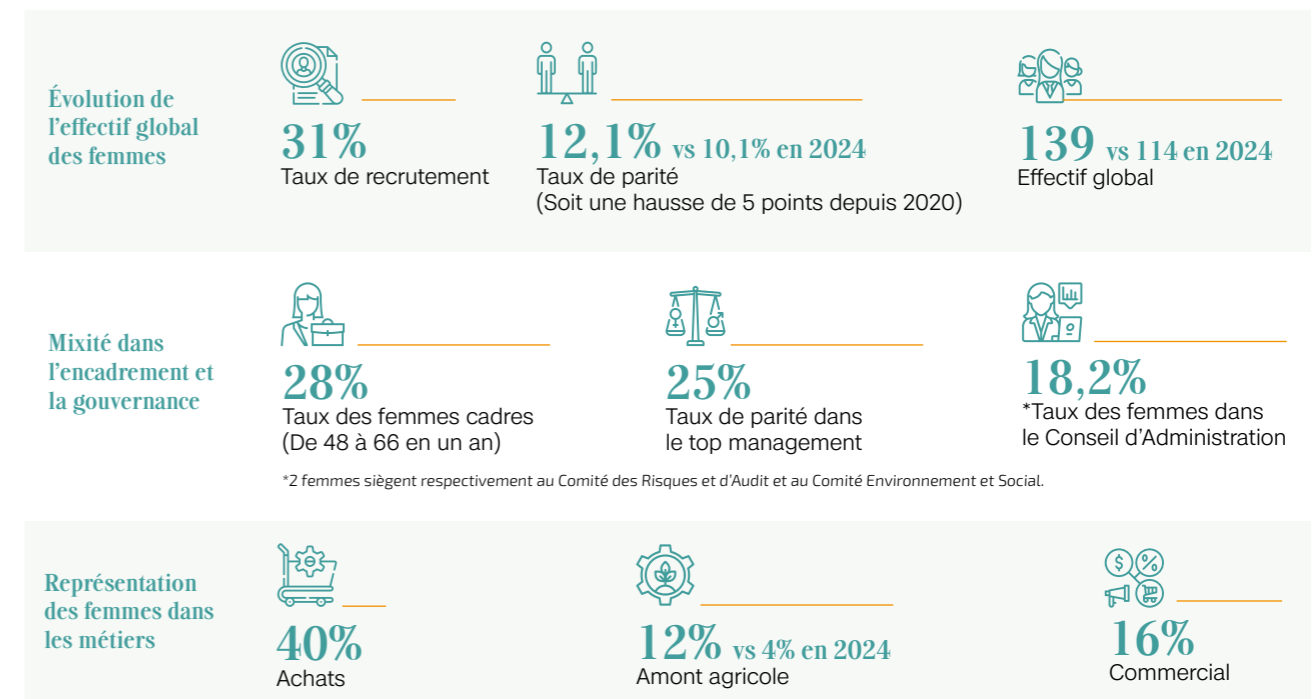 Évolution de
l'effectif global
des femmes
31%
Taux de recrutement
12,1% vs 10,1% en 2024
Taux de parité
(Soit une hausse de 5 points depuis 2020)
139 vs 114 en 2024
Effectif global
Mixité dans
l'encadrement et
la gouvernance
28%
Taux des femmes cadres
(De 48 à 66 en un an)
25%
Taux de parité dans
le top management
18,2%
*Taux des femmes dans
le Conseil d'Administration
*2 femmes siègent respectivement au Comité des Risques et d'Audit et au Comité Environnement et Social.
Représentation
des femmes dans
les métiers
40%
Achats
12% vs 4% en 2024
Amont agricole
16%
Commercial